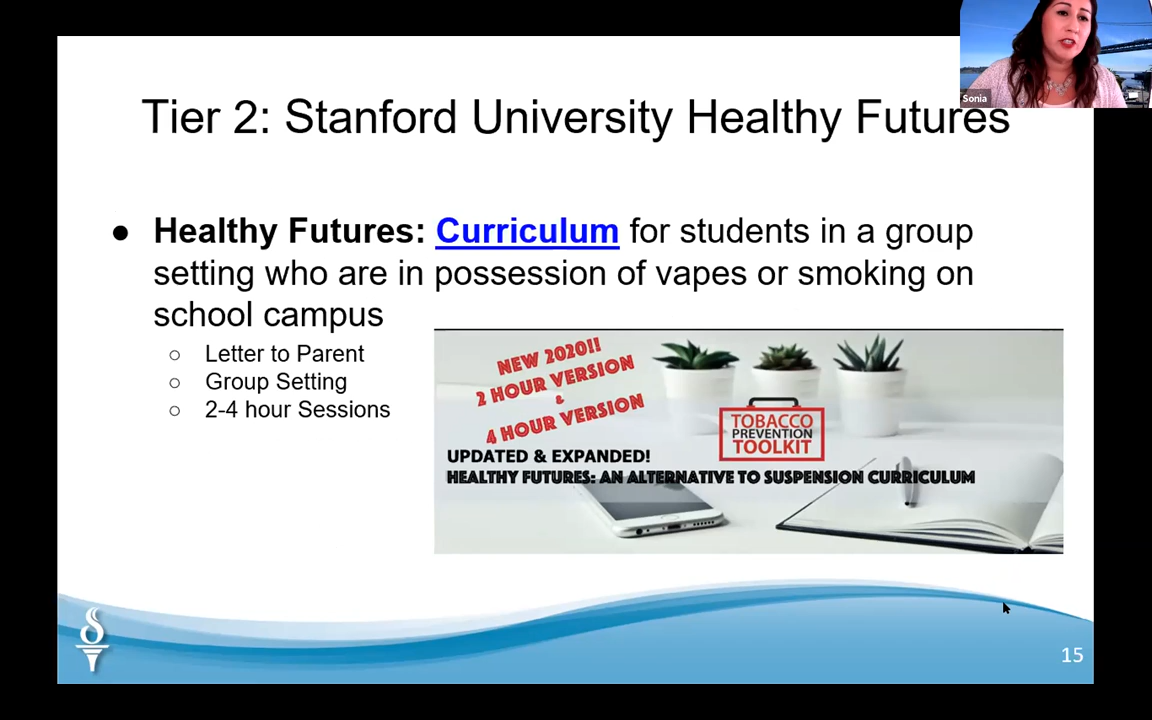 Sonia
Tier 2: Stanford University Healthy Futures
● Healthy Futures: Curriculum for students in a group
setting who are in possession of vapes or smoking on
school campus
○ Letter to Parent
○ Group Setting
○ 2-4 hour Sessions
NEW 2020!!
2 HOUR VERSION
&
4 HOUR VERSION
TOBACCO
PREVENTION
TOOLKIT
UPDATED & EXPANDED!
HEALTHY FUTURES: AN ALTERNATIVE TO SUSPENSION CURRICULUM
15